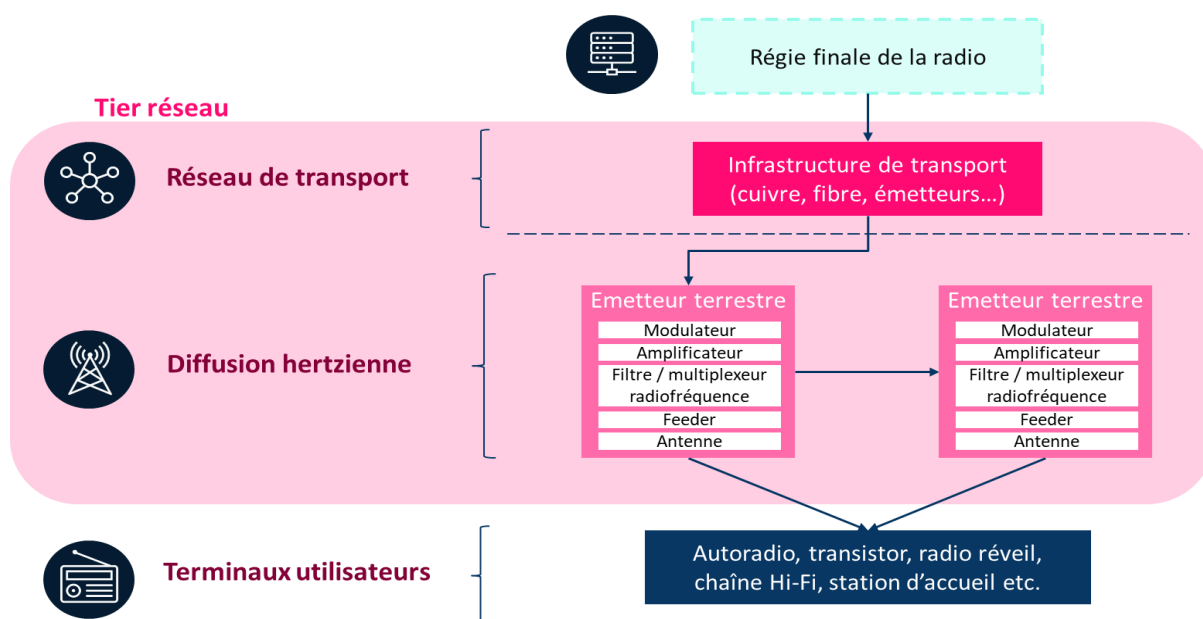 Régie finale de la radio
Tier réseau
Réseau de transport
Infrastructure de transport
(cuivre, fibre, émetteurs...)
Diffusion hertzienne
Emetteur terrestre
Modulateur
Amplificateur
Filtre / multiplexeur
radiofréquence
Feeder
Antenne
Emetteur terrestre
Modulateur
Amplificateur
Filtre / multiplexeur
radiofréquence
Feeder
Antenne
Terminaux utilisateurs
Autoradio, transistor, radio réveil,
chaîne Hi-Fi, station d’accueil etc.